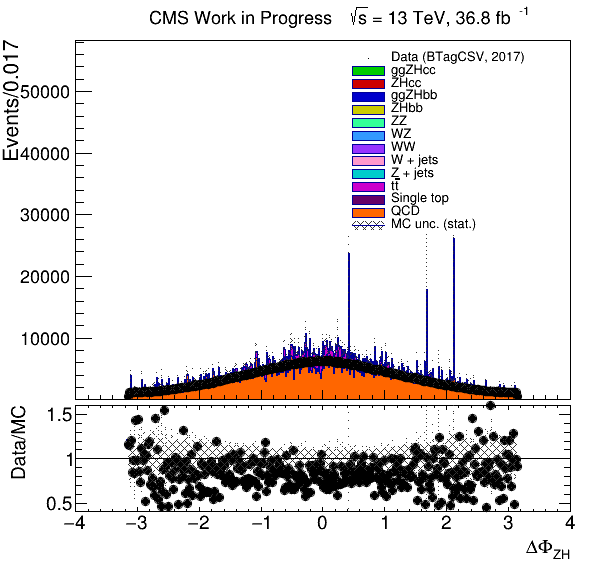 CMS Work in Progress √s = 13 TeV, 36.8 fb⁻¹
Events/0.017
50000
40000
30000
20000
10000
Data (BTagCSV, 2017)
ggZHcc
ZHcc
ggZHbb
ZHbb
ZZ
WZ
WW
W + jets
Z + jets
tt̅
Single top
QCD
MC unc. (stat.)
Data/MC
1.5
1
0.5
−4 −3 −2 −1 0 1 2 3 4
ΔΦ_ZH